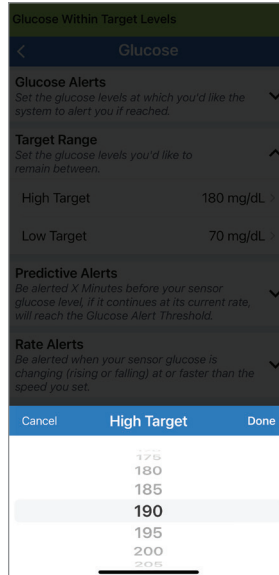 Glucose Within Target Levels
Glucose
Glucose Alerts
Set the glucose levels at which you'd like the
system to alert you if reached.
Target Range
Set the glucose levels you'd like to
remain between.
High Target 180 mg/dL
Low Target 70 mg/dL
Predictive Alerts
Be alerted X Minutes before your sensor
glucose level, if it continues at its current rate,
will reach the Glucose Alert Threshold.
Rate Alerts
Be alerted when your sensor glucose is
changing (rising or falling) at or faster than the
speed you set.
Cancel High Target Done
175
180
185
190
195
200
205